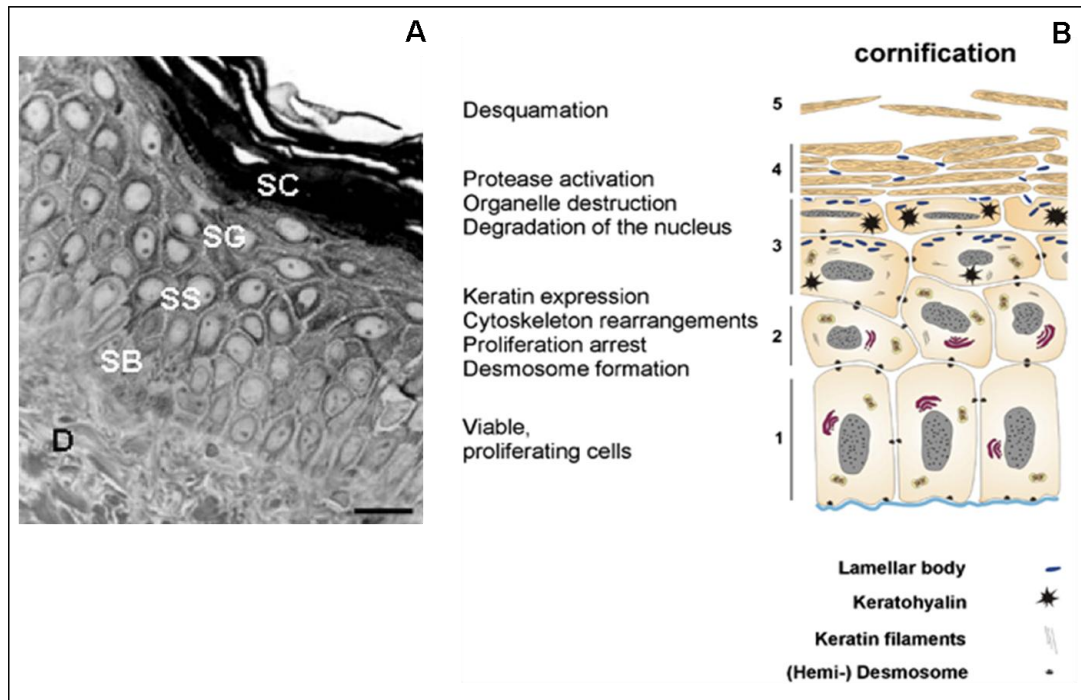 A
SC
SG
SS
SB
D
B
cornification
Desquamation
5
Protease activation
Organelle destruction
Degradation of the nucleus
4
3
Keratin expression
Cytoskeleton rearrangements
Proliferation arrest
Desmosome formation
2
Viable,
proliferating cells
1
Lamellar body
Keratohyalin
Keratin filaments
(Hemi-) Desmosome